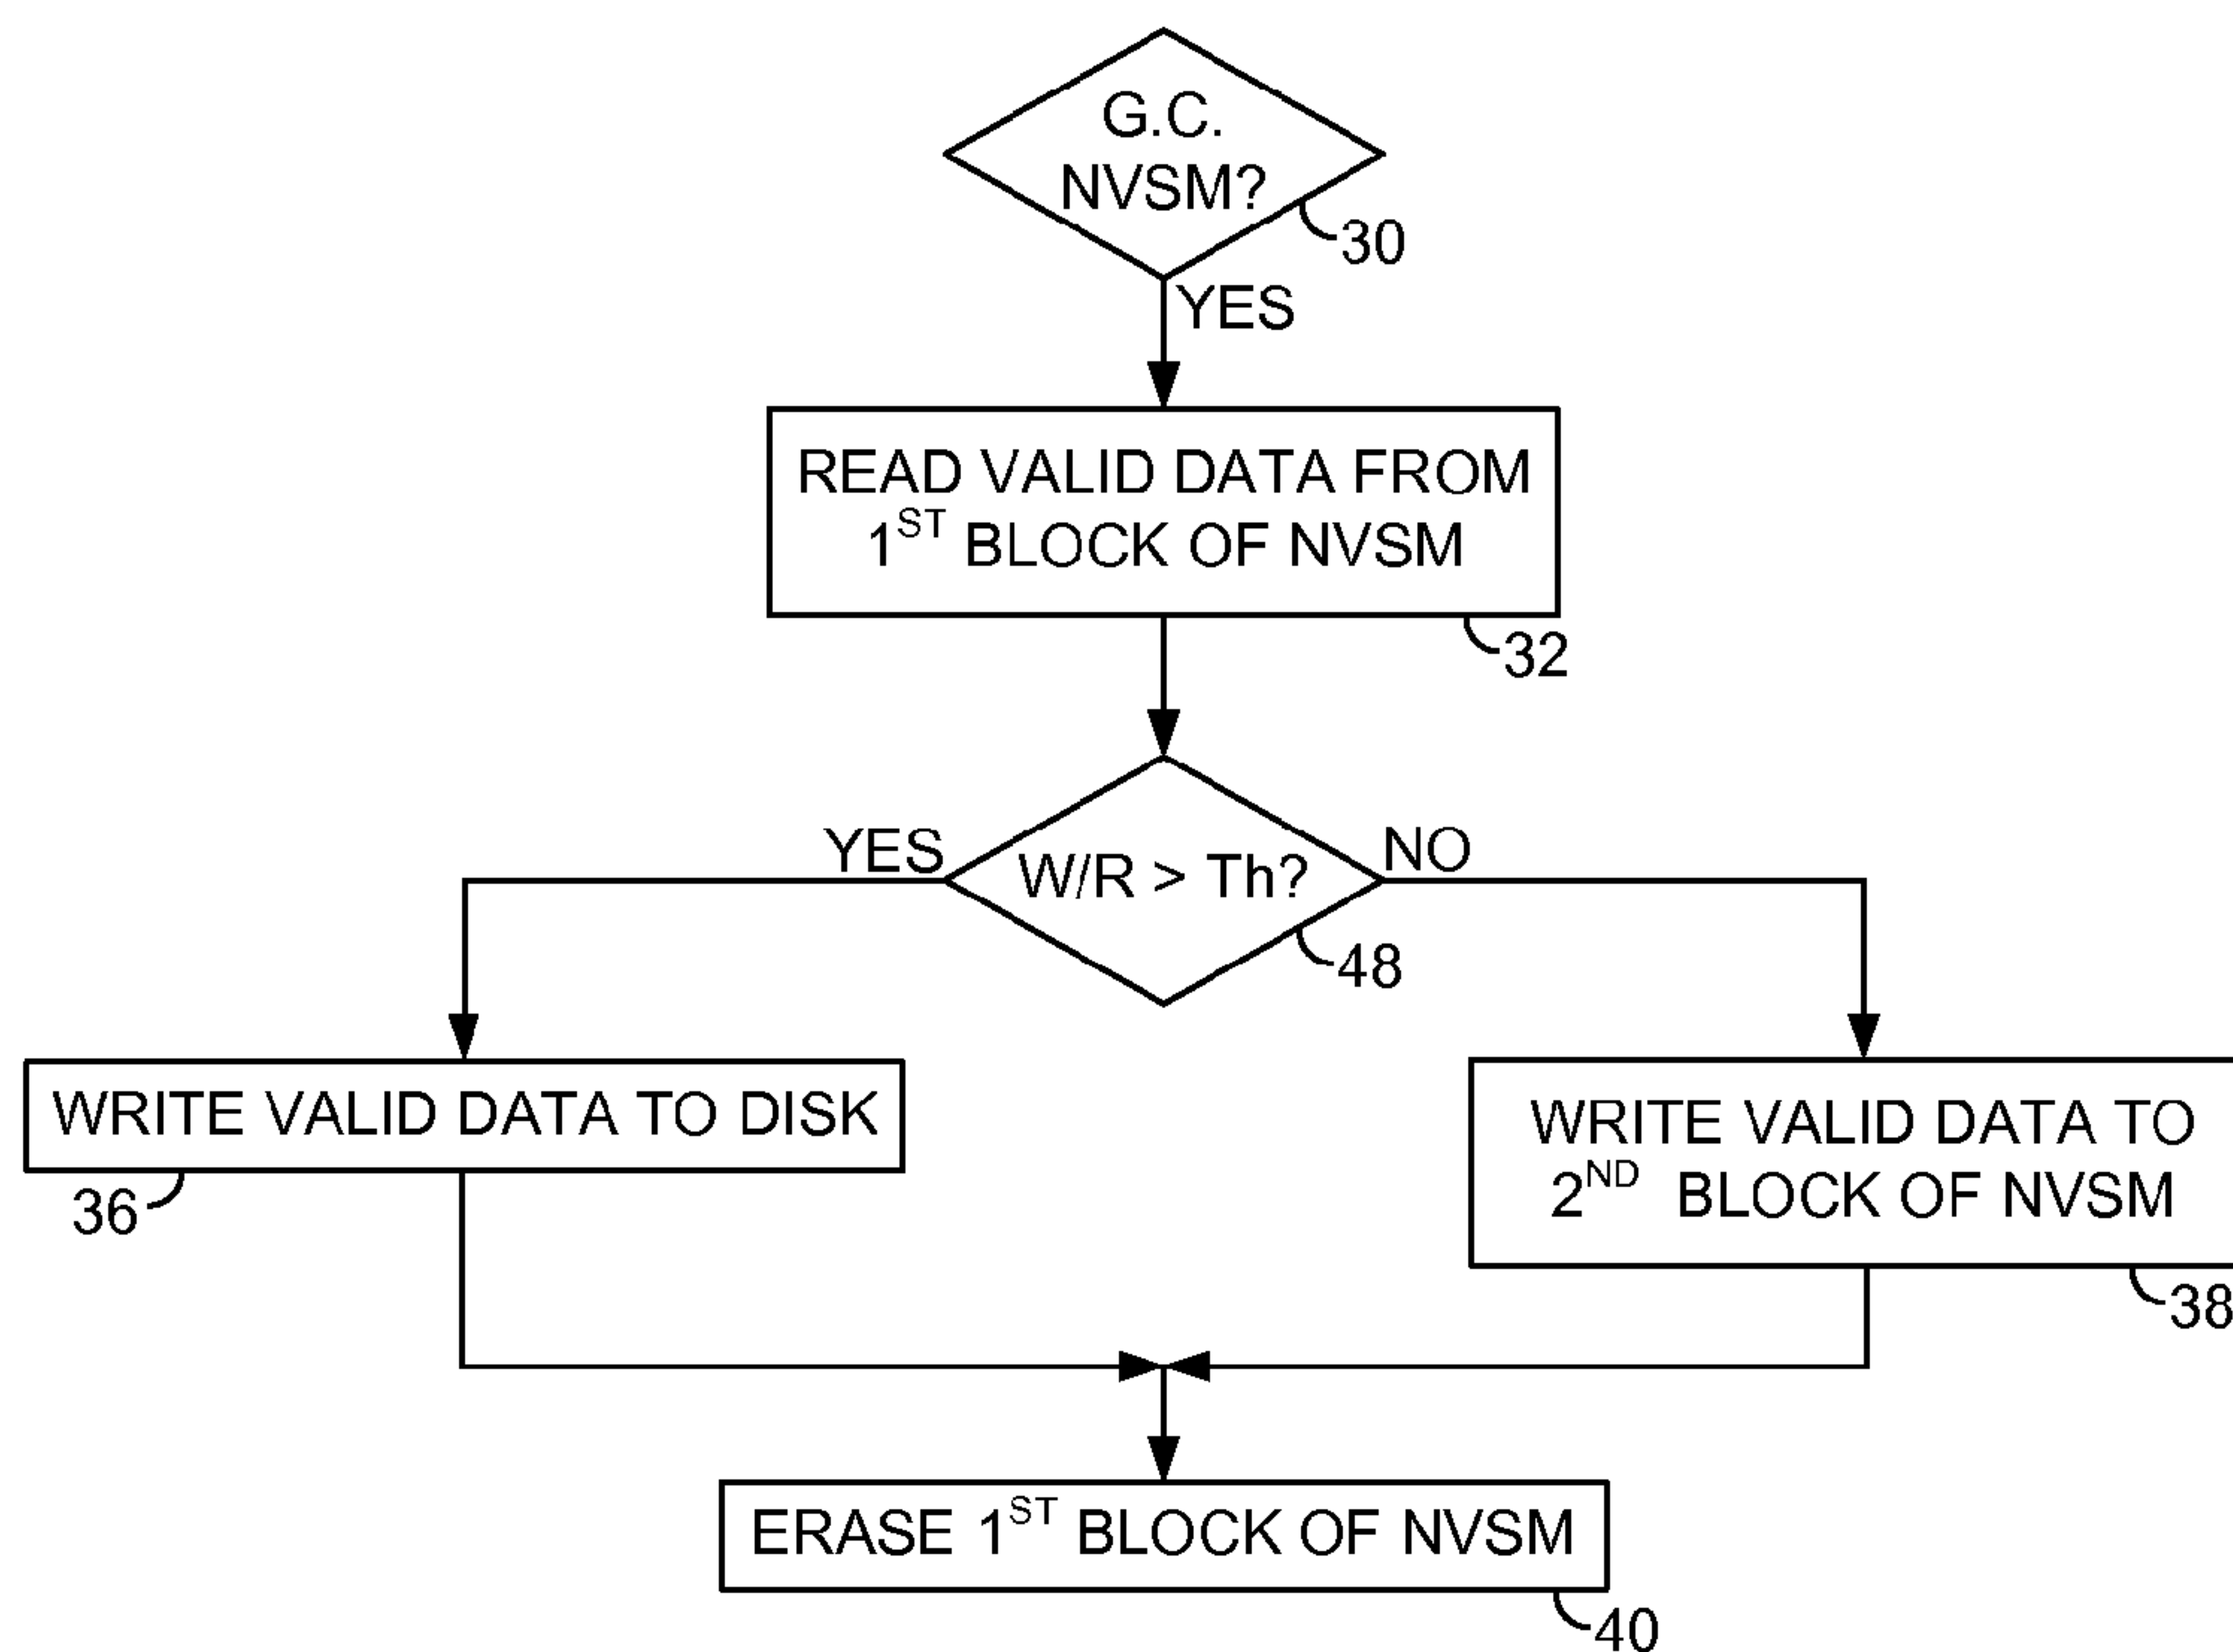 G.C.
NVSM?
30
YES
READ VALID DATA FROM
1ST BLOCK OF NVSM
32
YES
W/R > Th?
NO
48
WRITE VALID DATA TO DISK
36
WRITE VALID DATA TO
2ND BLOCK OF NVSM
38
ERASE 1ST BLOCK OF NVSM
40